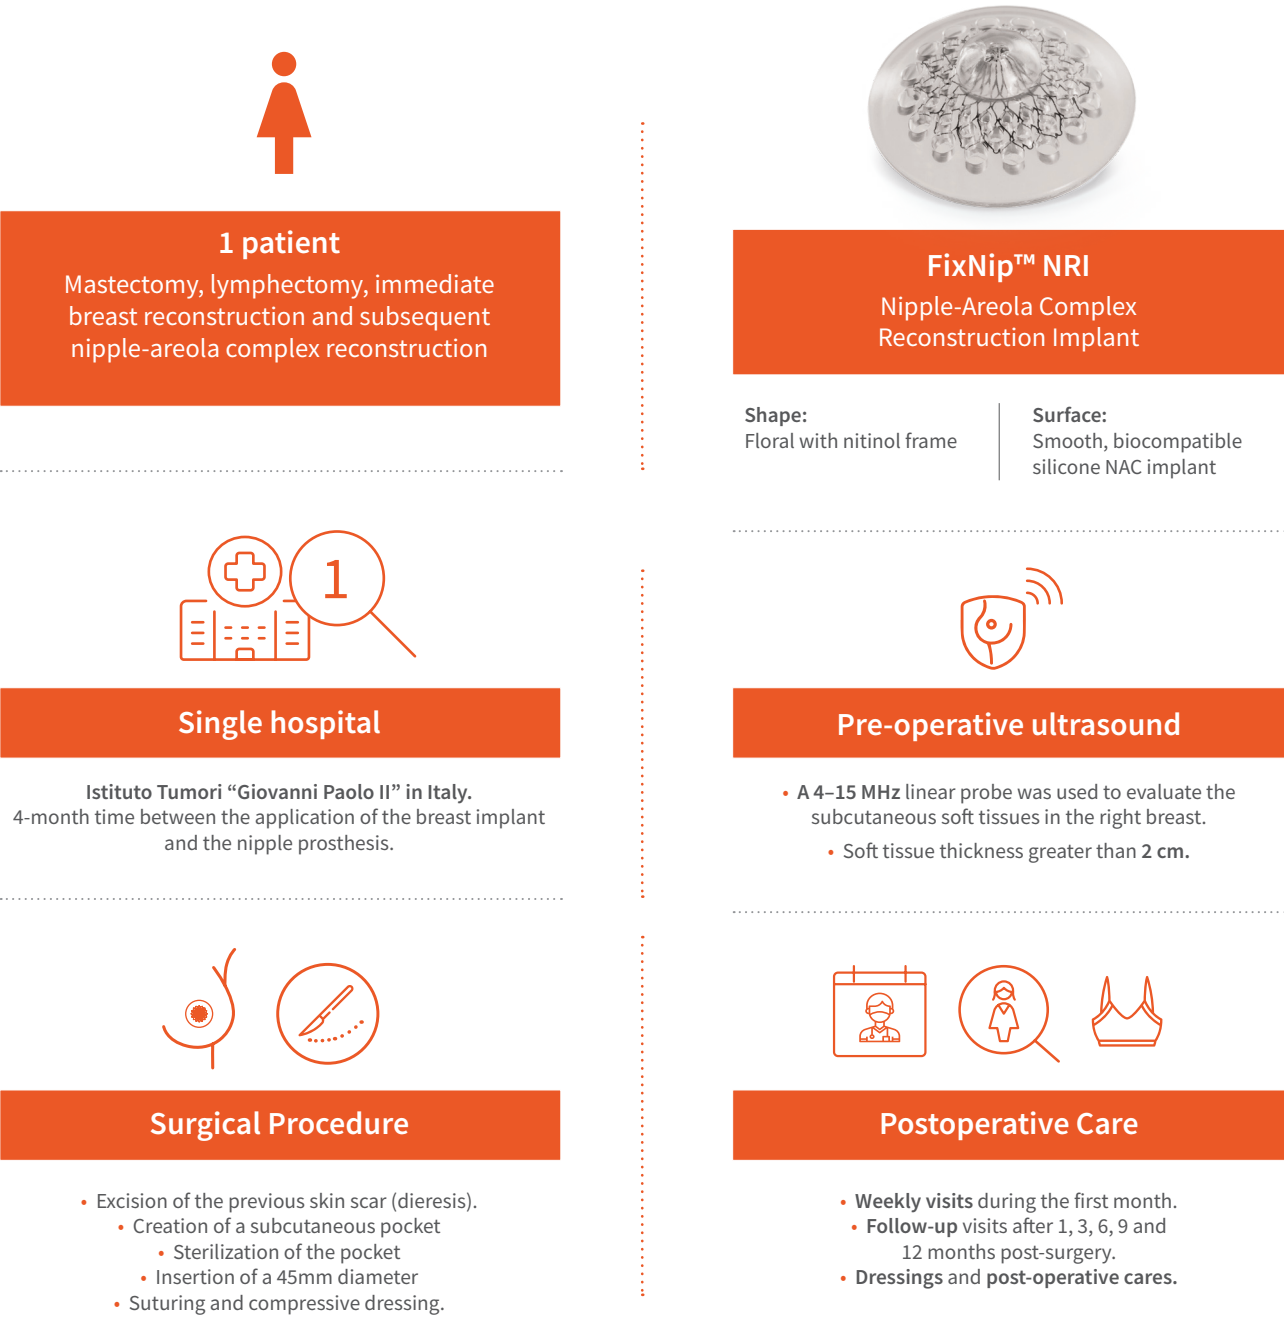 1 patient
Mastectomy, lymphectomy, immediate
breast reconstruction and subsequent
nipple-areola complex reconstruction
FixNip™ NRI
Nipple-Areola Complex
Reconstruction Implant
Shape:
Floral with nitinol frame
Surface:
Smooth, biocompatible
silicone NAC implant
1
Single hospital
Istituto Tumori “Giovanni Paolo II” in Italy.
4-month time between the application of the breast implant
and the nipple prosthesis.
Pre-operative ultrasound
• A 4–15 MHz linear probe was used to evaluate the
subcutaneous soft tissues in the right breast.
• Soft tissue thickness greater than 2 cm.
Surgical Procedure
• Excision of the previous skin scar (dieresis).
• Creation of a subcutaneous pocket
• Sterilization of the pocket
• Insertion of a 45mm diameter
• Suturing and compressive dressing.
Postoperative Care
• Weekly visits during the first month.
• Follow-up visits after 1, 3, 6, 9 and
12 months post-surgery.
• Dressings and post-operative cares.